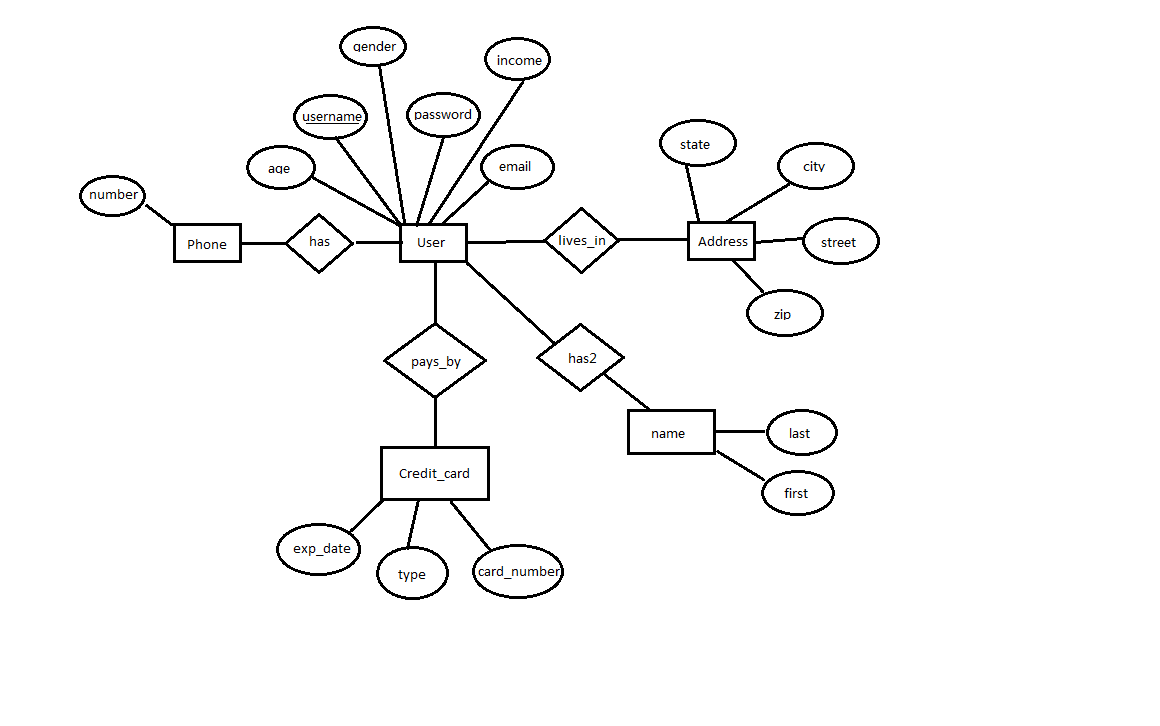 gender
income
username
password
age
email
state
city
number
Phone
has
User
lives_in
Address
street
zip
pays_by
has2
name
last
first
Credit_card
exp_date
type
card_number